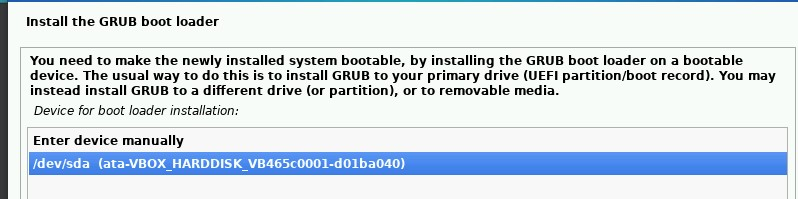 Install the GRUB boot loader
You need to make the newly installed system bootable, by installing the GRUB boot loader on a bootable
device. The usual way to do this is to install GRUB to your primary drive (UEFI partition/boot record). You may
instead install GRUB to a different drive (or partition), or to removable media.
Device for boot loader installation:
Enter device manually
/dev/sda  (ata-VBOX_HARDDISK_VB465c0001-d01ba040)